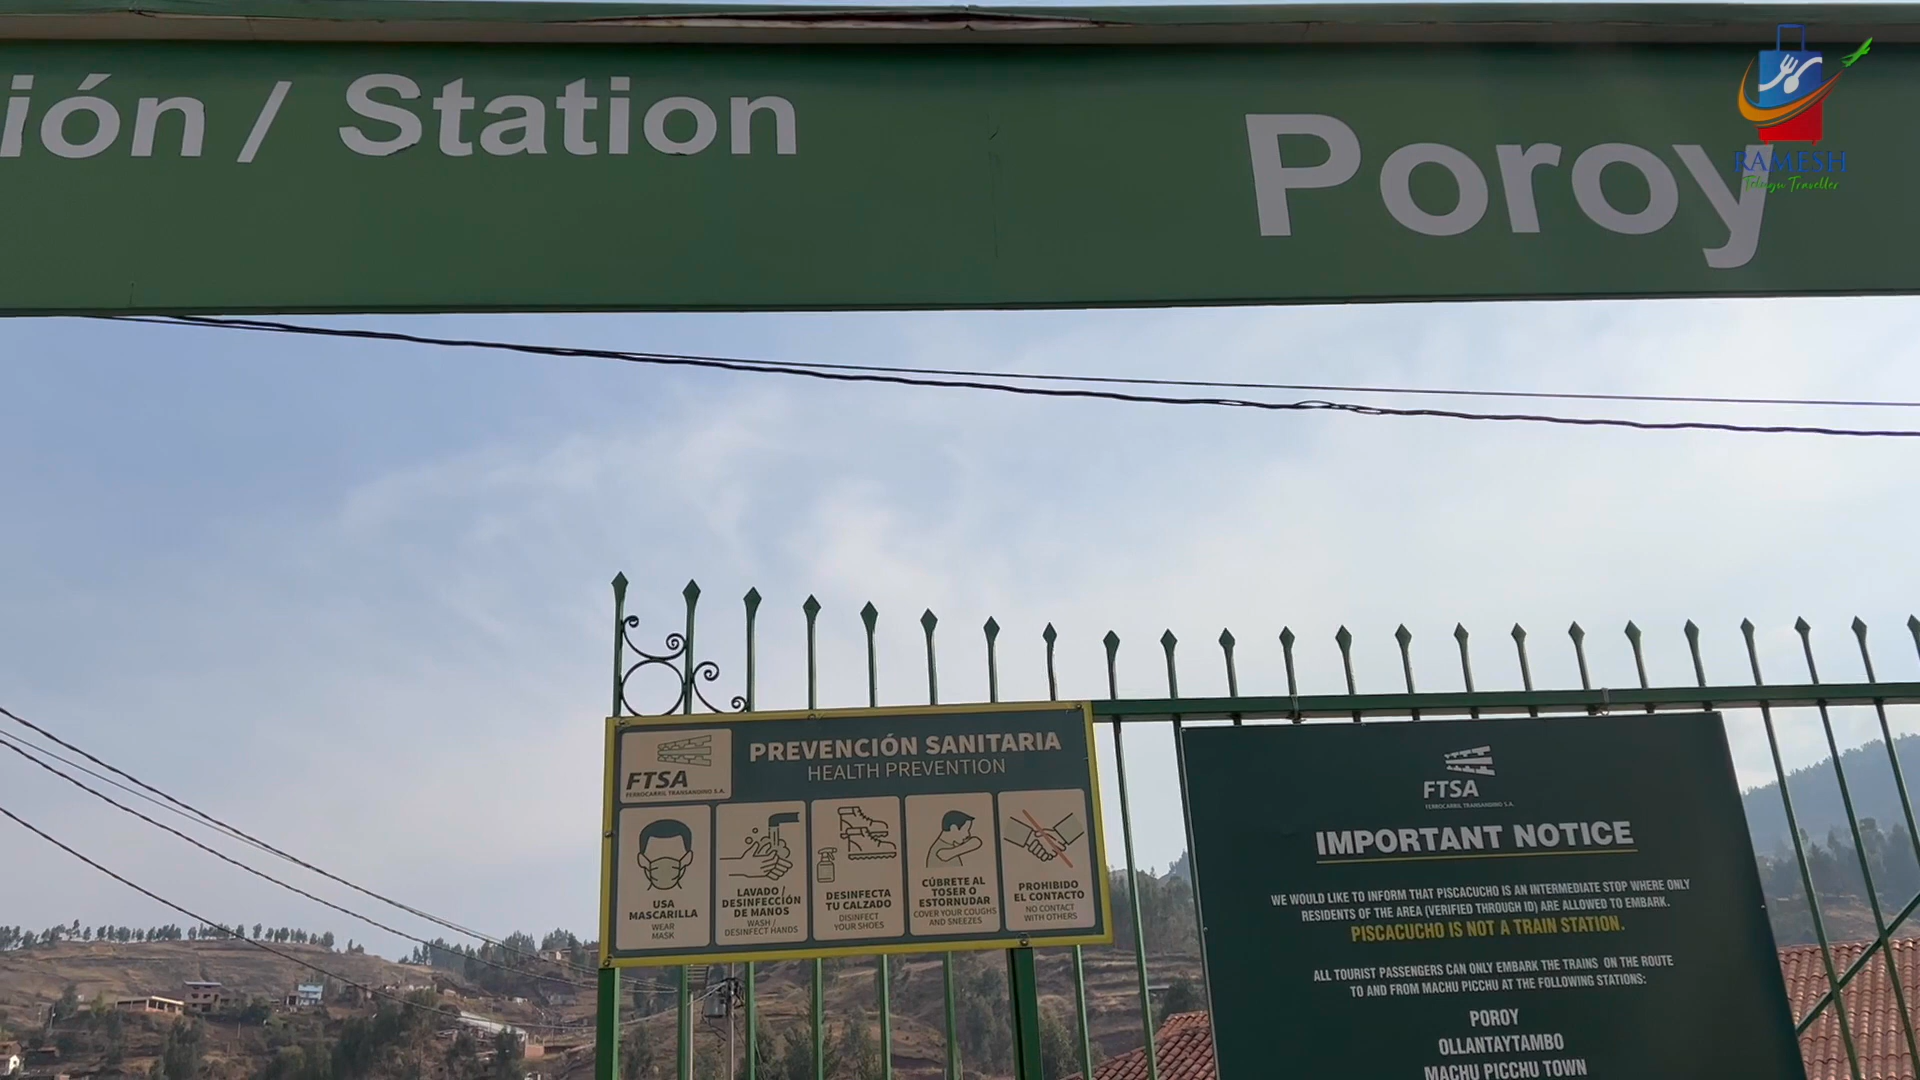 ión / Station
Poroy
RAMESH
Telugu Traveller
FTSA
FERROCARRIL TRANSANDINO S.A.
PREVENCIÓN SANITARIA
HEALTH PREVENTION
USA
MASCARILLA
WEAR
MASK
LAVADO /
DESINFECCIÓN
DE MANOS
WASH /
DESINFECT HANDS
DESINFECTA
TU CALZADO
DISINFECT
YOUR SHOES
CÚBRETE AL
TOSER O
ESTORNUDAR
COVER YOUR COUGHS
AND SNEEZES
PROHIBIDO
EL CONTACTO
NO CONTACT
WITH OTHERS
FTSA
FERROCARRIL TRANSANDINO S.A.
IMPORTANT NOTICE
WE WOULD LIKE TO INFORM THAT PISCACUCHO IS AN INTERMEDIATE STOP WHERE ONLY
RESIDENTS OF THE AREA (VERIFIED THROUGH ID) ARE ALLOWED TO EMBARK.
PISCACUCHO IS NOT A TRAIN STATION.
ALL TOURIST PASSENGERS CAN ONLY EMBARK THE TRAINS ON THE ROUTE
TO AND FROM MACHU PICCHU AT THE FOLLOWING STATIONS:
POROY
OLLANTAYTAMBO
MACHU PICCHU TOWN